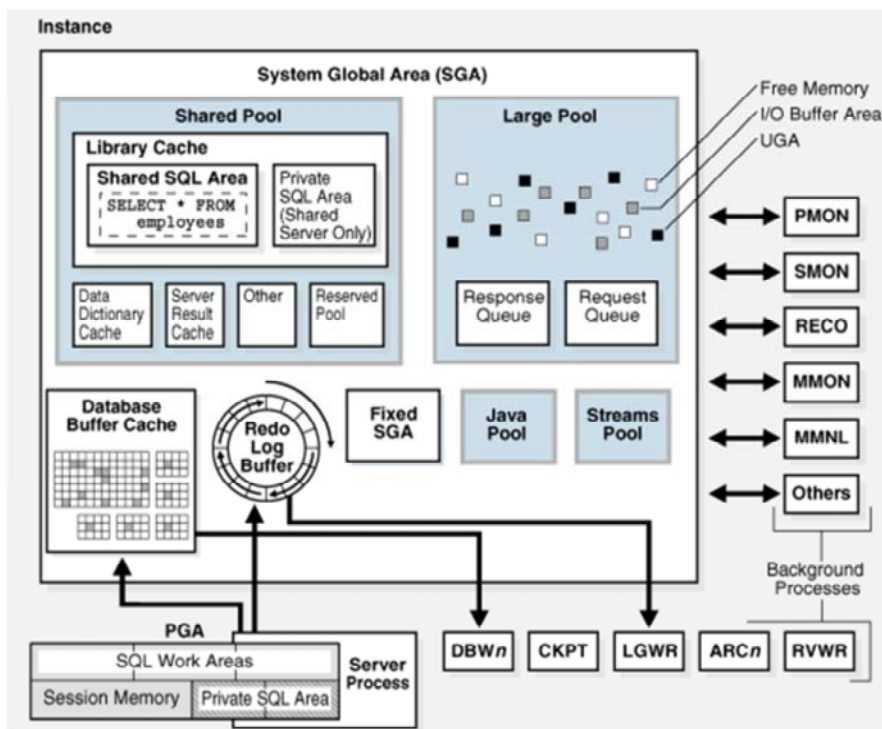 Instance
System Global Area (SGA)
Shared Pool
Library Cache
Shared SQL Area
SELECT * FROM
employees
Private
SQL Area
(Shared
Server Only)
Data
Dictionary
Cache
Server
Result
Cache
Other
Reserved
Pool
Large Pool
Response
Queue
Request
Queue
Free Memory
I/O Buffer Area
UGA
Database
Buffer Cache
Redo
Log
Buffer
Fixed
SGA
Java
Pool
Streams
Pool
PMON
SMON
RECO
MMON
MMNL
Others
Background
Processes
PGA
SQL Work Areas
Session Memory
Private SQL Area
Server
Process
DBWn
CKPT
LGWR
ARCn
RVWR